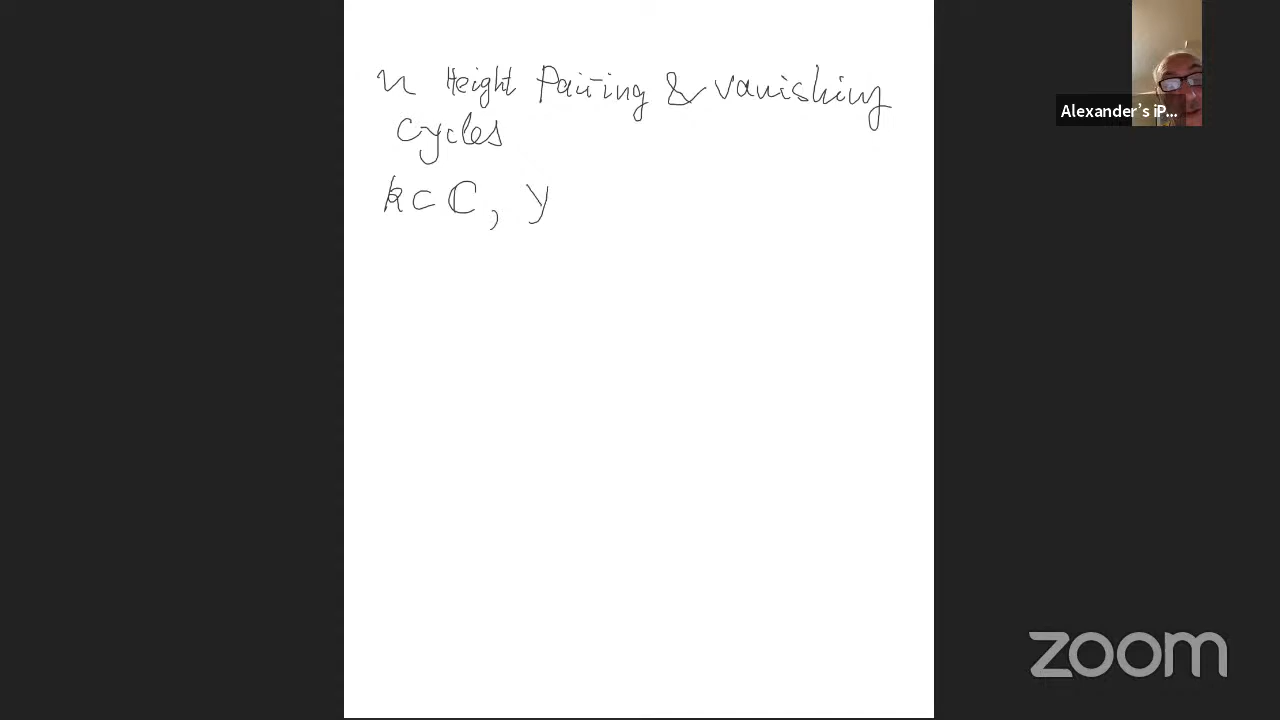 n Height Pairing & vanishing
cycles
k ⊂ ℂ, y
Alexander's iP...
zoom